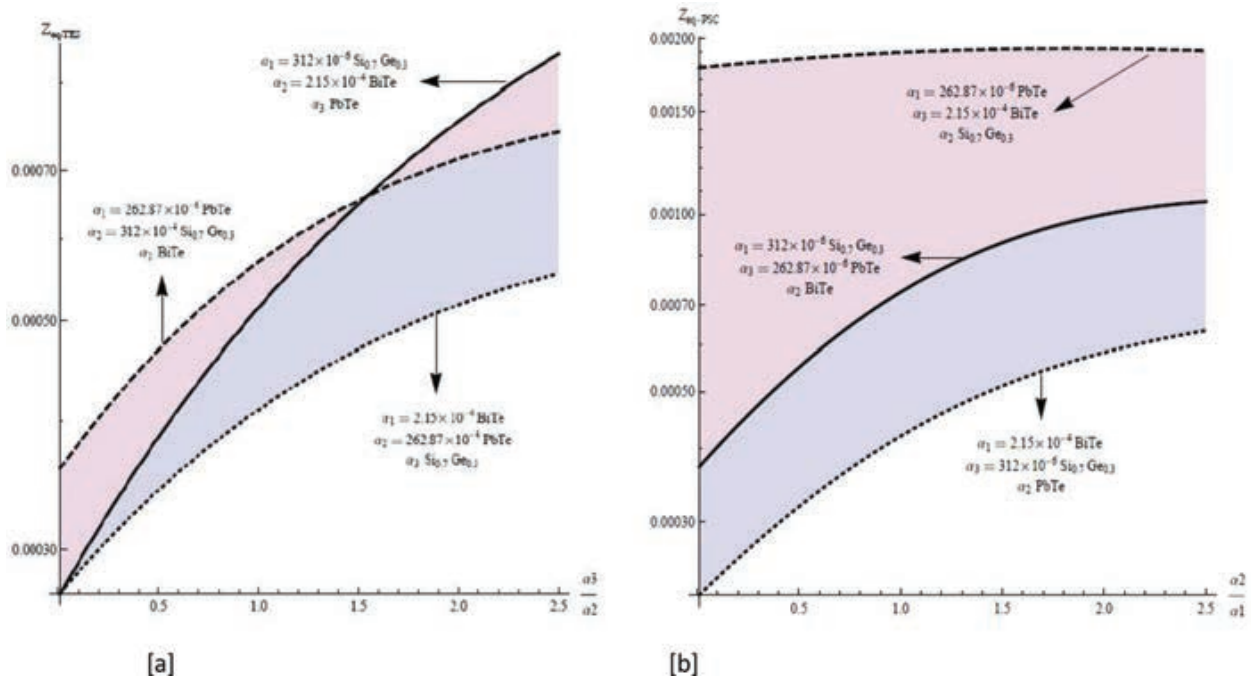 Z_eq-TES
α₁ = 312×10⁻⁶ Si₀.₇ Ge₀.₃
α₂ = 2.15×10⁻⁴ BiTe
α₃ PbTe
0.00070
α₁ = 262.87×10⁻⁶ PbTe
α₂ = 312×10⁻⁴ Si₀.₇ Ge₀.₃
BiTe
0.00050
α₁ = 2.15×10⁻⁴ BiTe
α₂ = 262.87×10⁻⁴ PbTe
α₃ Si₀.₇ Ge₀.₃
0.00030
0.5 1.0 1.5 2.0 2.5
α3
α2
[a]
Z_eq-PSC
0.00200
α₁ = 262.87×10⁻⁶ PbTe
α₃ = 2.15×10⁻⁴ BiTe
α₂ Si₀.₇ Ge₀.₃
0.00150
0.00100
α₁ = 312×10⁻⁶ Si₀.₇ Ge₀.₃
α₃ = 262.87×10⁻⁶ PbTe
α₂ BiTe
0.00070
0.00050
α₁ = 2.15×10⁻⁴ BiTe
α₃ = 312×10⁻⁶ Si₀.₇ Ge₀.₃
α₂ PbTe
0.00030
0.5 1.0 1.5 2.0 2.5
α2
α1
[b]